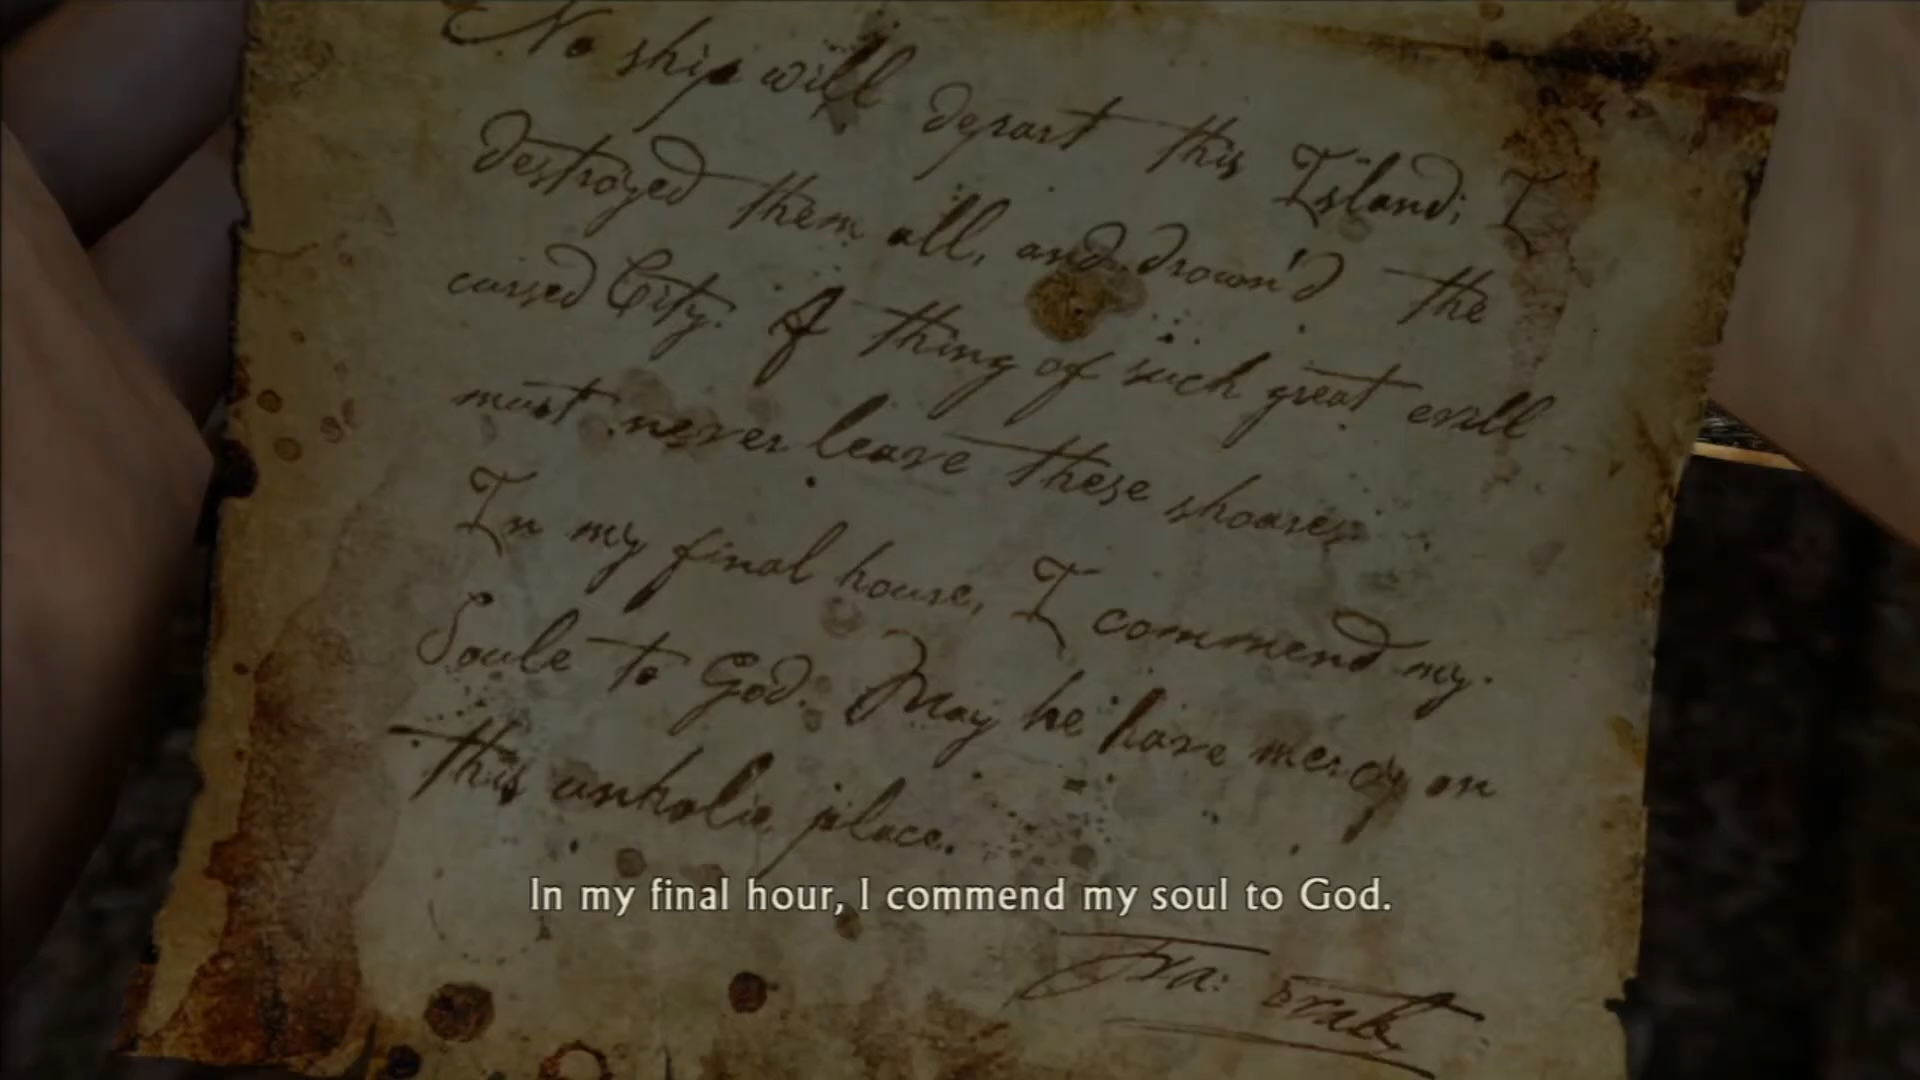 No ship will depart this Island; I
destroyed them all, and drown'd the
cursed City. A thing of such great evill
must never leave these shoares.
In my final houre, I commend my
Soule to God. May he have mercy on
this unholie place.
In my final hour, I commend my soul to God.
Fra: Drake